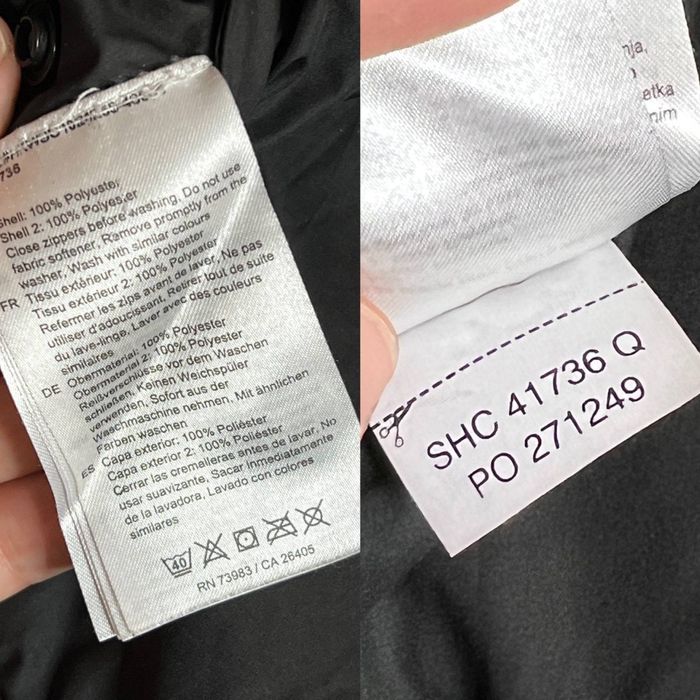 736
Shell: 100% Polyester,
Shell 2: 100% Polyester
Close zippers before washing, Do not use
fabric softener, Remove promptly from the
washer, Wash with similar colours
FR Tissu extérieur: 100% Polyester
Tissu extérieur 2: 100% Polyester
Refermer les zips avant de laver, Ne pas
utiliser d'adoucissant, Retirer tout de suite
du lave-linge, Laver avec des couleurs
similaires
DE Obermaterial: 100% Polyester
Obermaterial 2: 100% Polyester
Reißverschlüsse vor dem Waschen
schließen, Keinen Weichspüler
verwenden, Sofort aus der
Waschmaschine nehmen. Mit ähnlichen
Farben waschen
ES Capa exterior: 100% Poliéster
Capa exterior 2: 100% Poliéster
Cerrar las cremalleras antes de lavar, No
usar suavizante, Sacar inmediatamente
de la lavadora, Lavado con colores
similares
40
RN 73983 / CA 26405
nja,
etka
nim
SHC 41736 Q
PO 271249